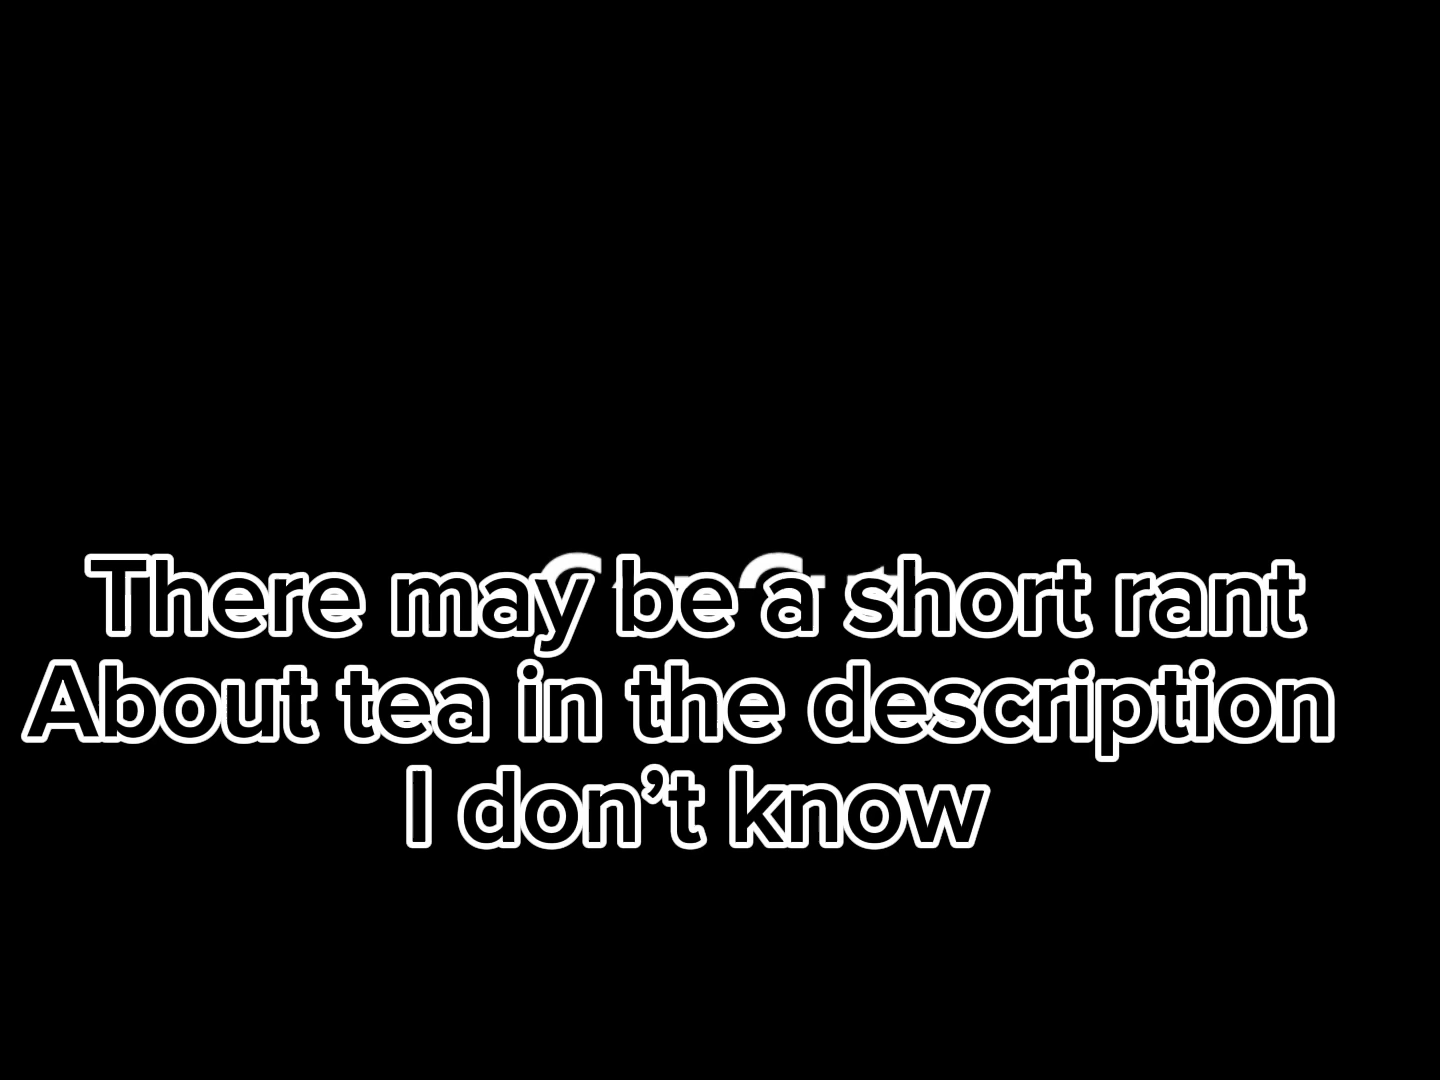 There may be a short rant
About tea in the description
I don’t know